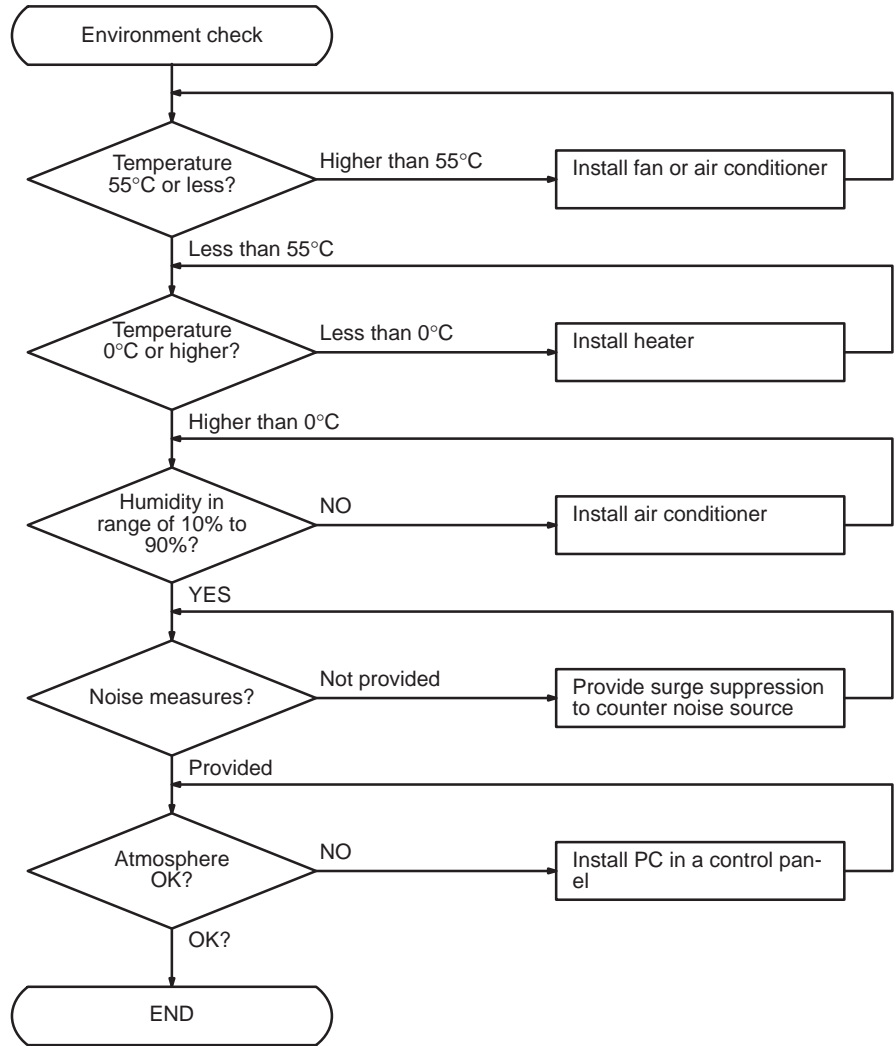 Environment check
Temperature
55°C or less?
Higher than 55°C
Install fan or air conditioner
Less than 55°C
Temperature
0°C or higher?
Less than 0°C
Install heater
Higher than 0°C
Humidity in
range of 10% to
90%?
NO
Install air conditioner
YES
Noise measures?
Not provided
Provide surge suppression
to counter noise source
Provided
Atmosphere
OK?
NO
Install PC in a control pan-
el
OK?
END